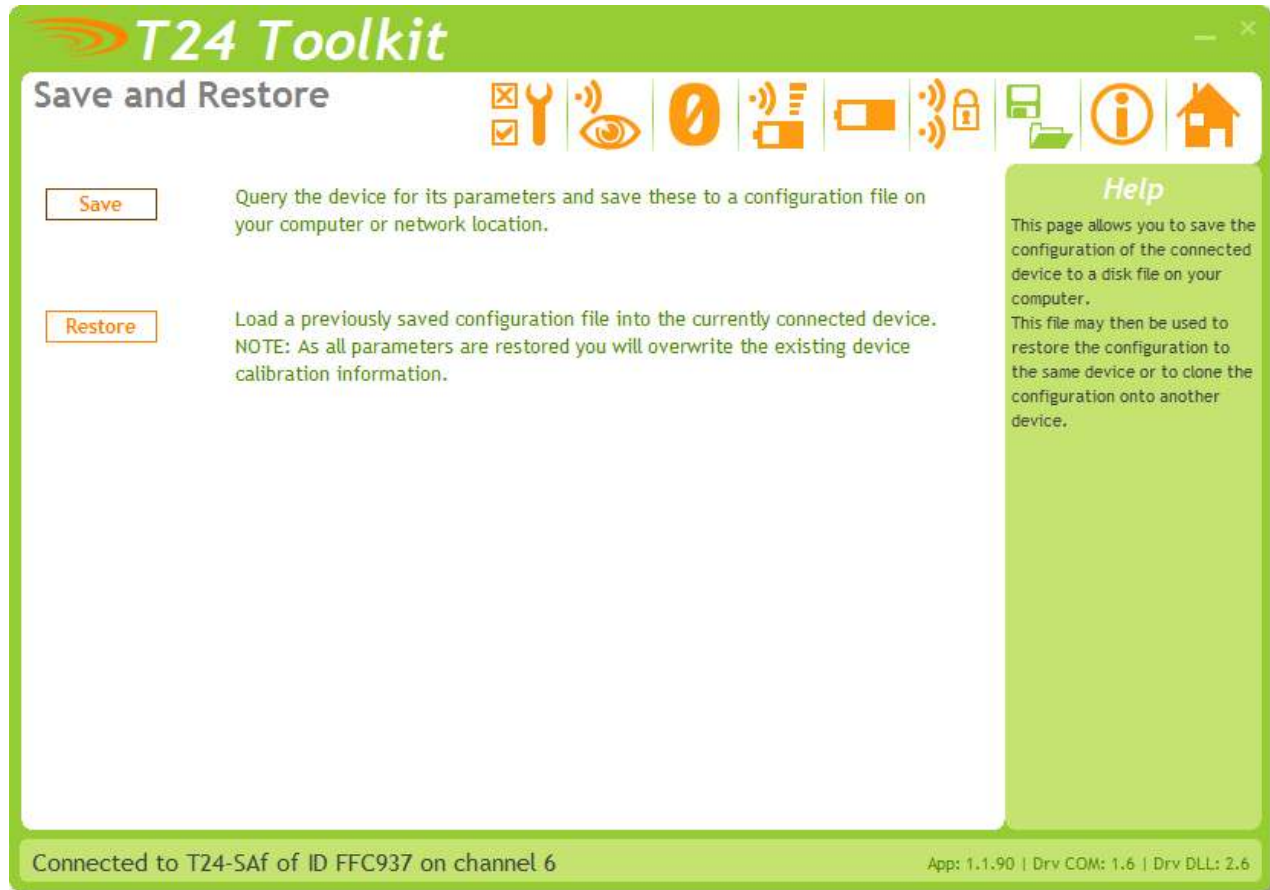 T24 Toolkit
Save and Restore
0
Save
Query the device for its parameters and save these to a configuration file on
your computer or network location.
Restore
Load a previously saved configuration file into the currently connected device.
NOTE: As all parameters are restored you will overwrite the existing device
calibration information.
Help
This page allows you to save the
configuration of the connected
device to a disk file on your
computer.
This file may then be used to
restore the configuration to
the same device or to clone the
configuration onto another
device.
Connected to T24-SAf of ID FFC937 on channel 6
App: 1.1.90 | Drv COM: 1.6 | Drv DLL: 2.6